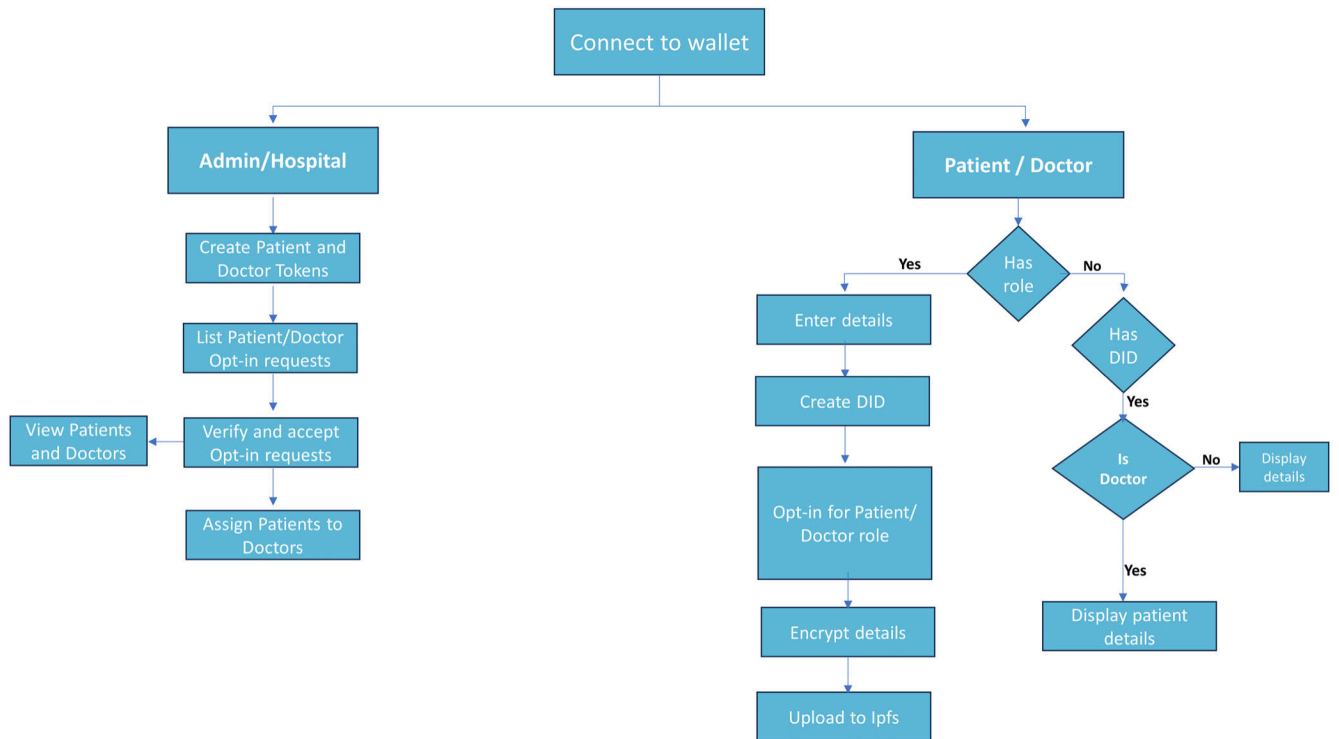 Connect to wallet
Admin/Hospital
Create Patient and
Doctor Tokens
List Patient/Doctor
Opt-in requests
Verify and accept
Opt-in requests
View Patients
and Doctors
Assign Patients to
Doctors
Patient / Doctor
Has
role
Yes
No
Enter details
Create DID
Opt-in for Patient/
Doctor role
Encrypt details
Upload to Ipfs
Has
DID
Yes
Is
Doctor
No
Display
details
Yes
Display patient
details